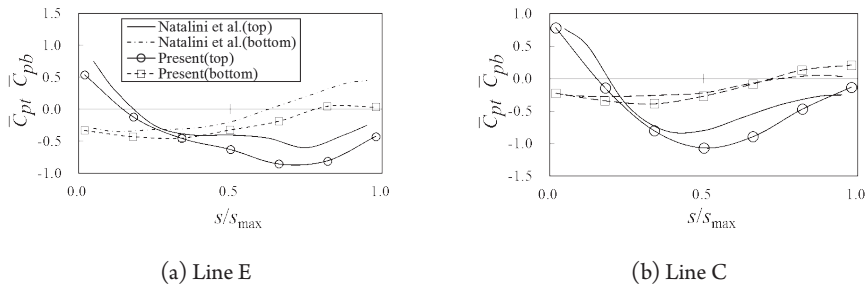 1.5
1.0
0.5
0.0
-0.5
-1.0
C̅pt C̅pb
Natalini et al.(top)
Natalini et al.(bottom)
Present(top)
Present(bottom)
0.0
0.5
1.0
s/smax
(a) Line E
1.0
0.5
0.0
-0.5
-1.0
-1.5
C̅pt C̅pb
0.0
0.5
1.0
s/smax
(b) Line C